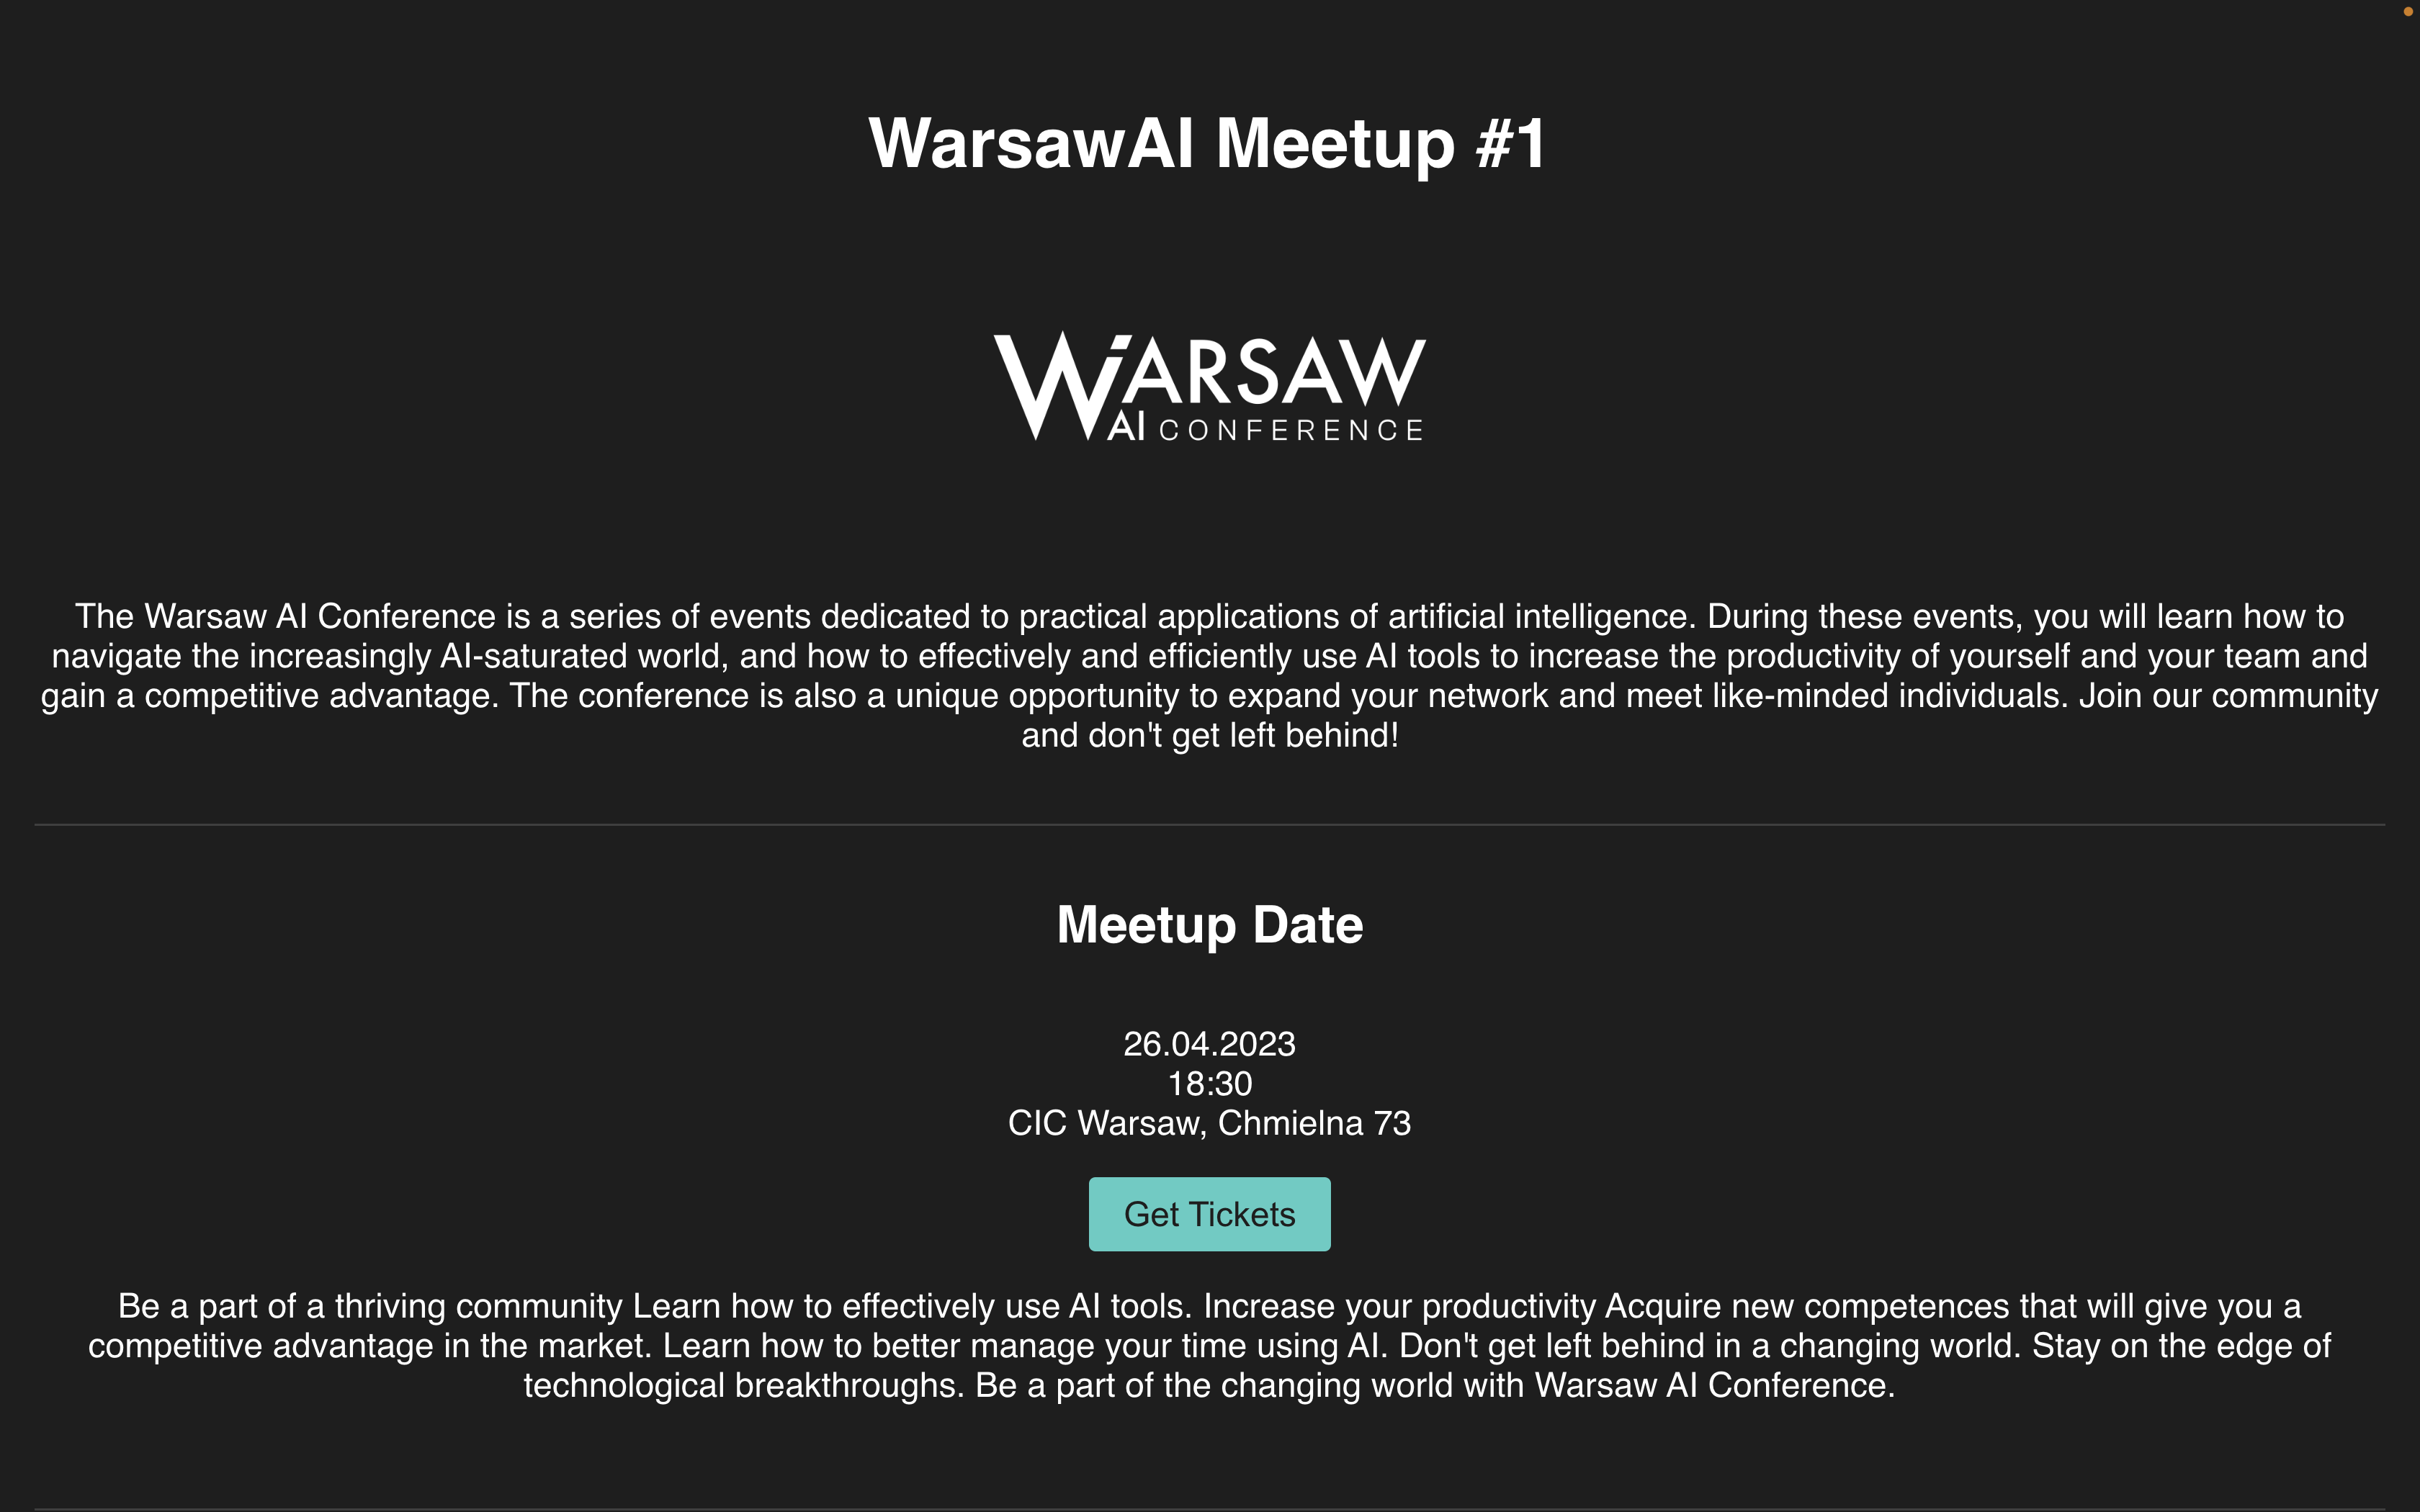 WarsawAI Meetup #1
WARSAW
AI CONFERENCE
The Warsaw AI Conference is a series of events dedicated to practical applications of artificial intelligence. During these events, you will learn how to
navigate the increasingly AI-saturated world, and how to effectively and efficiently use AI tools to increase the productivity of yourself and your team and
gain a competitive advantage. The conference is also a unique opportunity to expand your network and meet like-minded individuals. Join our community
and don't get left behind!
Meetup Date
26.04.2023
18:30
CIC Warsaw, Chmielna 73
Get Tickets
Be a part of a thriving community Learn how to effectively use AI tools. Increase your productivity Acquire new competences that will give you a
competitive advantage in the market. Learn how to better manage your time using AI. Don't get left behind in a changing world. Stay on the edge of
technological breakthroughs. Be a part of the changing world with Warsaw AI Conference.